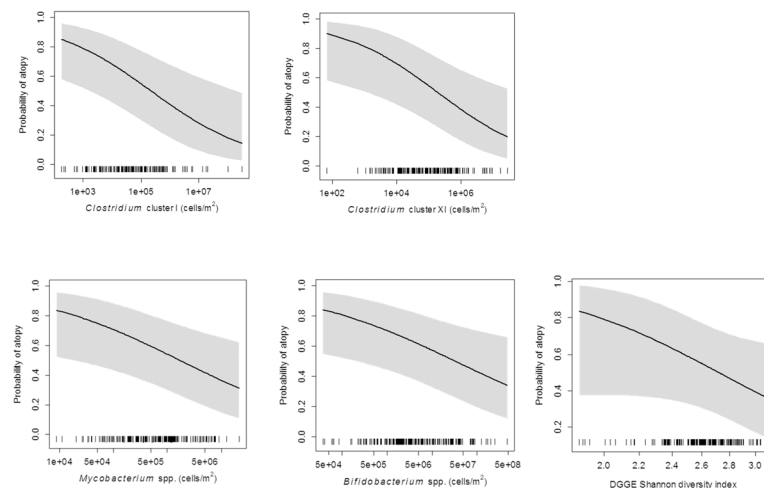 Probability of atopy
1.0
0.8
0.6
0.4
0.2
0.0
1e+03 1e+05 1e+07
Clostridium cluster I (cells/m²)
Probability of atopy
1.0
0.8
0.6
0.4
0.2
0.0
1e+02 1e+04 1e+06
Clostridium cluster XI (cells/m²)
Probability of atopy
1.0
0.8
0.6
0.4
0.2
0.0
1e+04 5e+04 5e+05 5e+06
Mycobacterium spp. (cells/m²)
Probability of atopy
1.0
0.8
0.6
0.4
0.2
0.0
5e+04 5e+05 5e+06 5e+07 5e+08
Bifidobacterium spp. (cells/m²)
Probability of atopy
1.0
0.8
0.6
0.4
0.2
2.0 2.2 2.4 2.6 2.8 3.0
DGGE Shannon diversity index